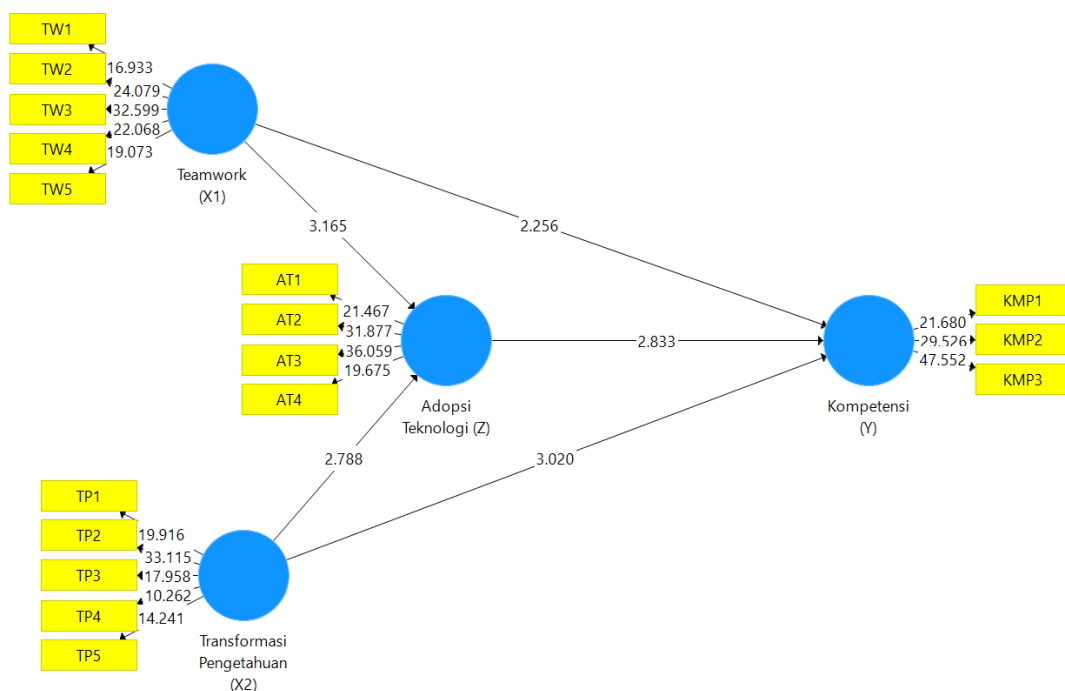 TW1
TW2
TW3
TW4
TW5
16.933
24.079
32.599
22.068
19.073
Teamwork
(X1)
3.165
2.256
AT1
AT2
AT3
AT4
21.467
31.877
36.059
19.675
Adopsi
Teknologi (Z)
2.833
KMP1
KMP2
KMP3
21.680
29.526
47.552
Kompetensi
(Y)
2.788
3.020
TP1
TP2
TP3
TP4
TP5
19.916
33.115
17.958
10.262
14.241
Transformasi
Pengetahuan
(X2)